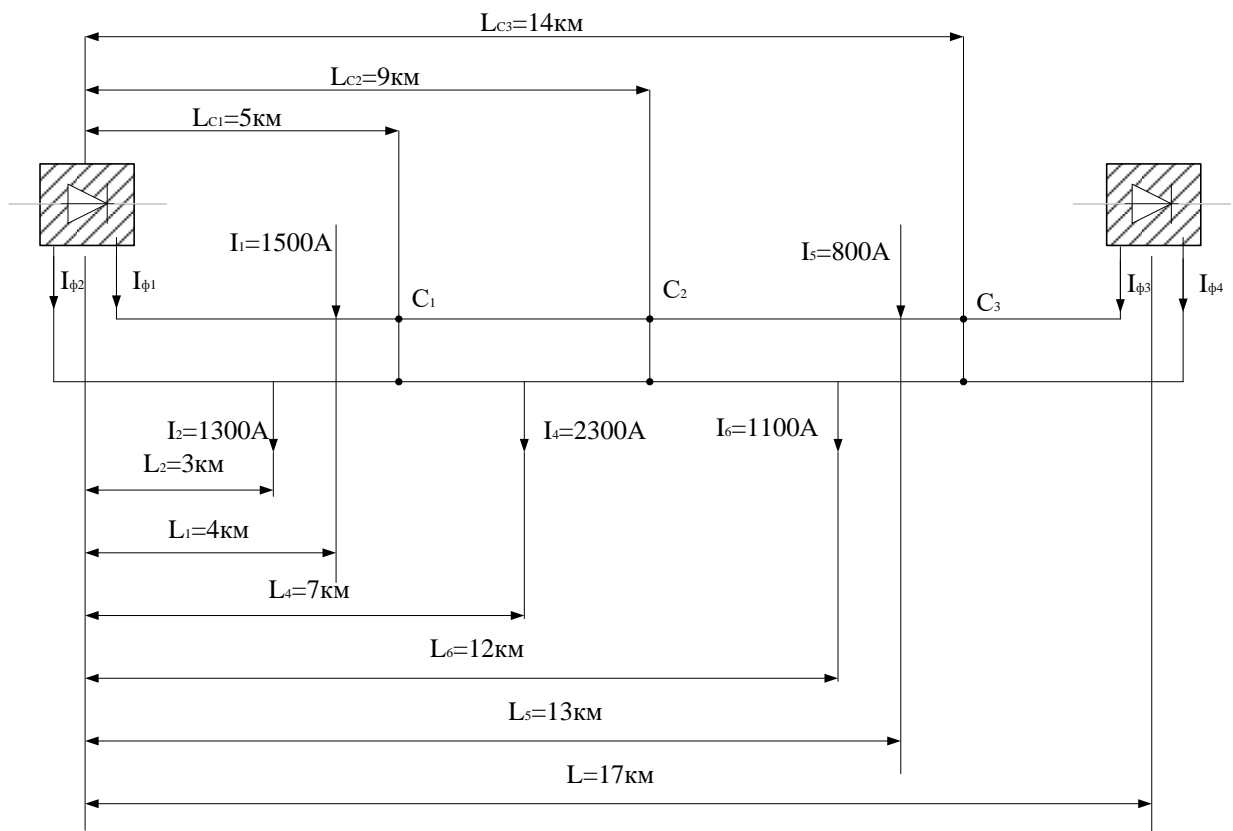 Lс3=14км
Lс2=9км
Lс1=5км
I1=1500А
I5=800А
Iф2
Iф1
C1
C2
C3
Iф3
Iф4
I2=1300А
I4=2300А
I6=1100А
L2=3км
L1=4км
L4=7км
L6=12км
L5=13км
L=17км